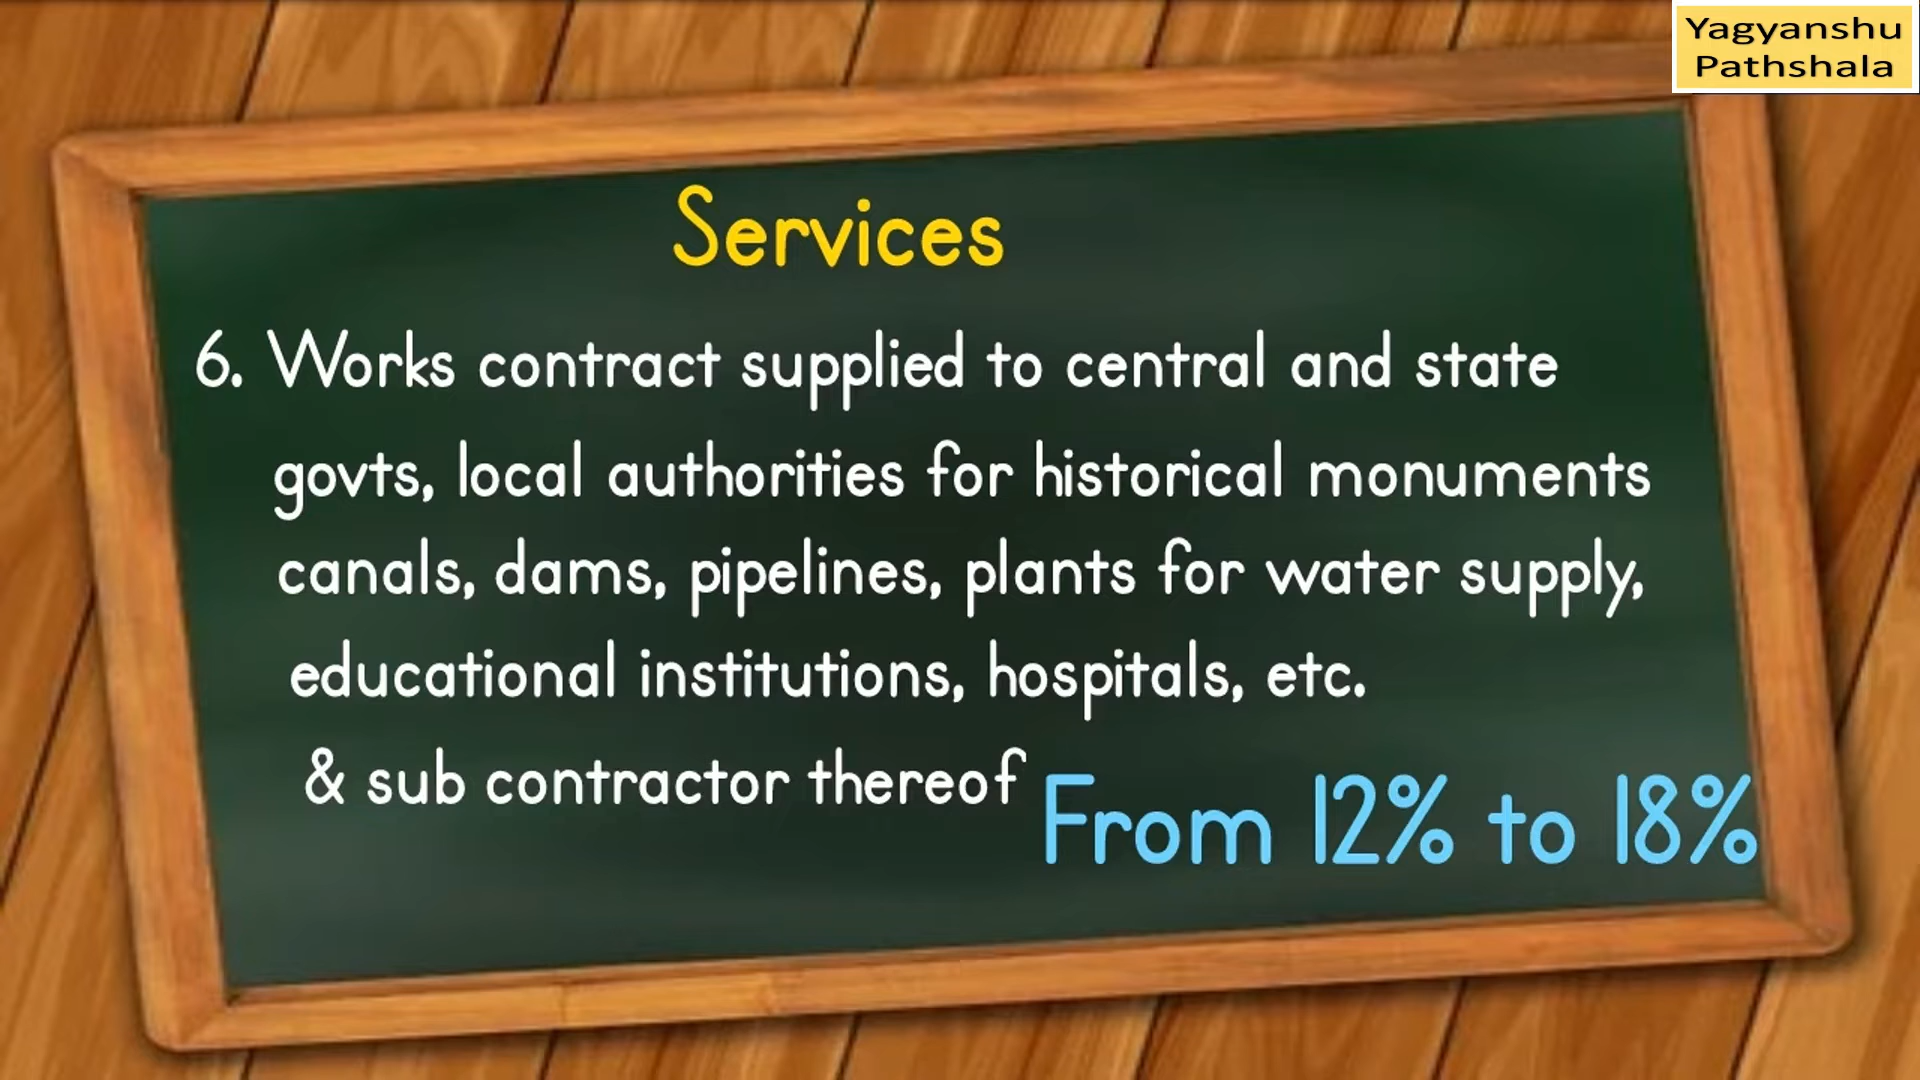 Yagyanshu
Pathshala
Services
6. Works contract supplied to central and state
govts, local authorities for historical monuments
canals, dams, pipelines, plants for water supply,
educational institutions, hospitals, etc.
& sub contractor thereof
From 12% to 18%